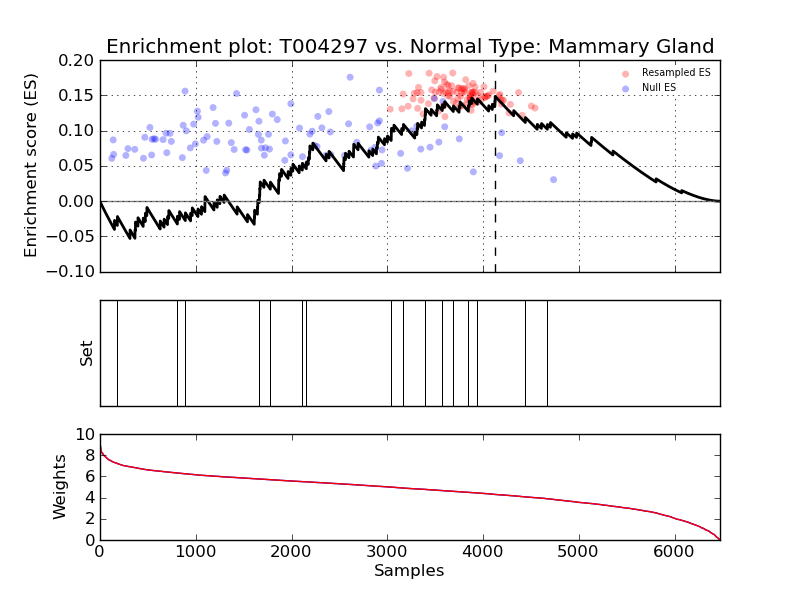 Enrichment plot: T004297 vs. Normal Type: Mammary Gland
Enrichment score (ES)
0.20
0.15
0.10
0.05
0.00
−0.05
−0.10
Resampled ES
Null ES
Set
Weights
10
8
6
4
2
0
0 1000 2000 3000 4000 5000 6000
Samples